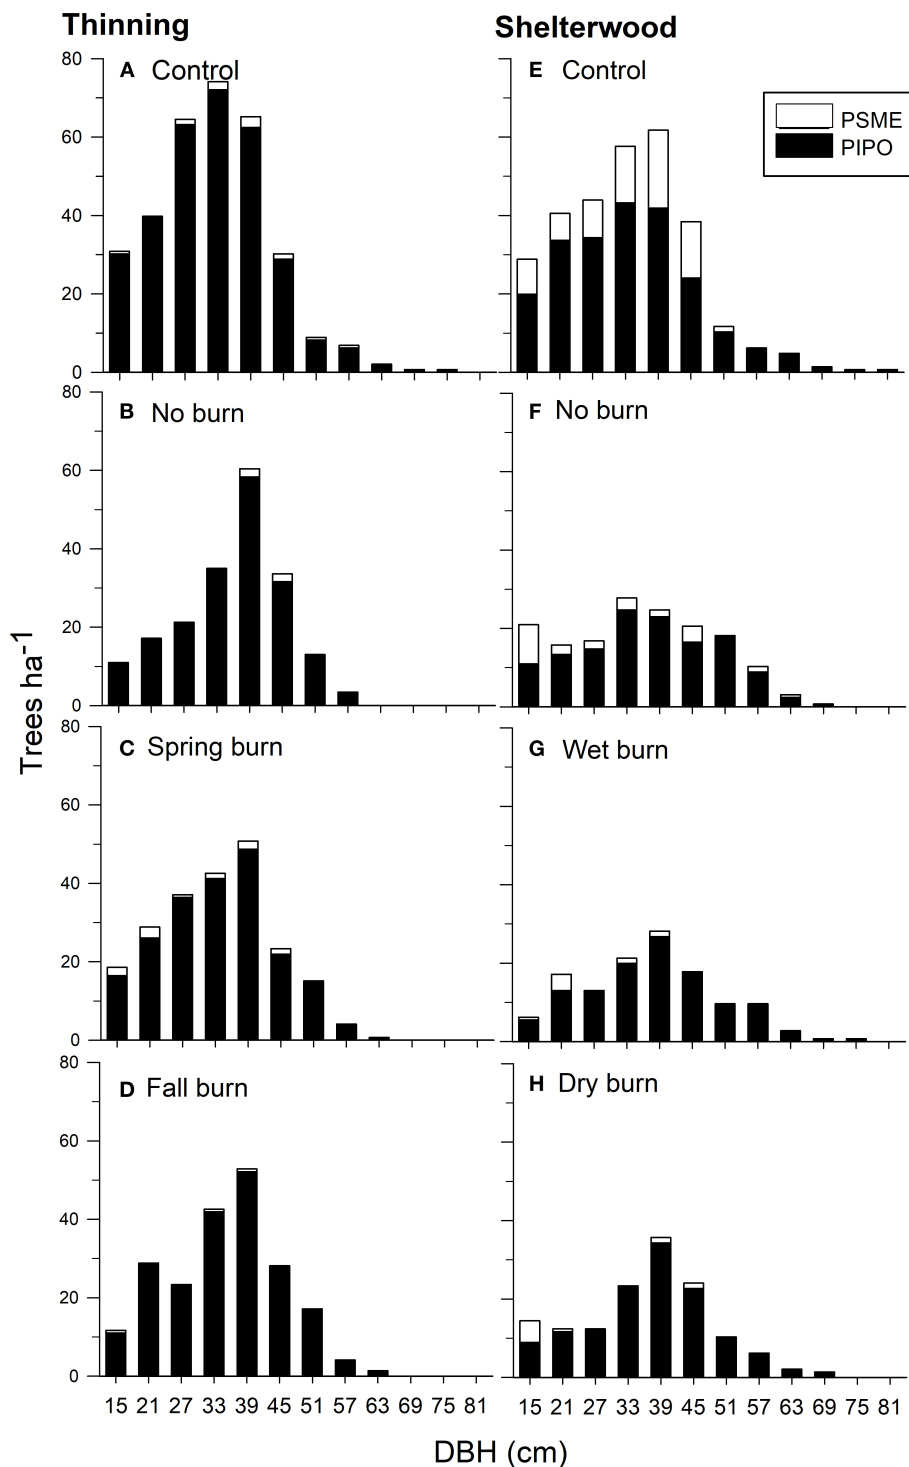 Thinning
Shelterwood
A Control
E Control
PSME
PIPO
80
60
40
20
0
B No burn
F No burn
80
60
40
20
0
C Spring burn
G Wet burn
80
60
40
20
0
D Fall burn
H Dry burn
80
60
40
20
0
Trees ha-1
15 21 27 33 39 45 51 57 63 69 75 81
15 21 27 33 39 45 51 57 63 69 75 81
DBH (cm)